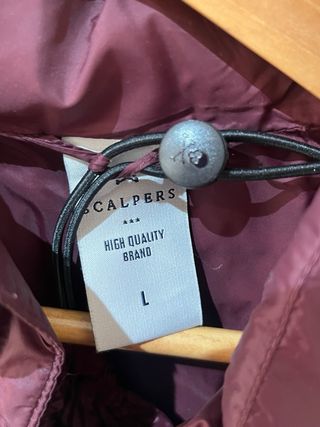 SCALPERS
***
HIGH QUALITY
BRAND
L